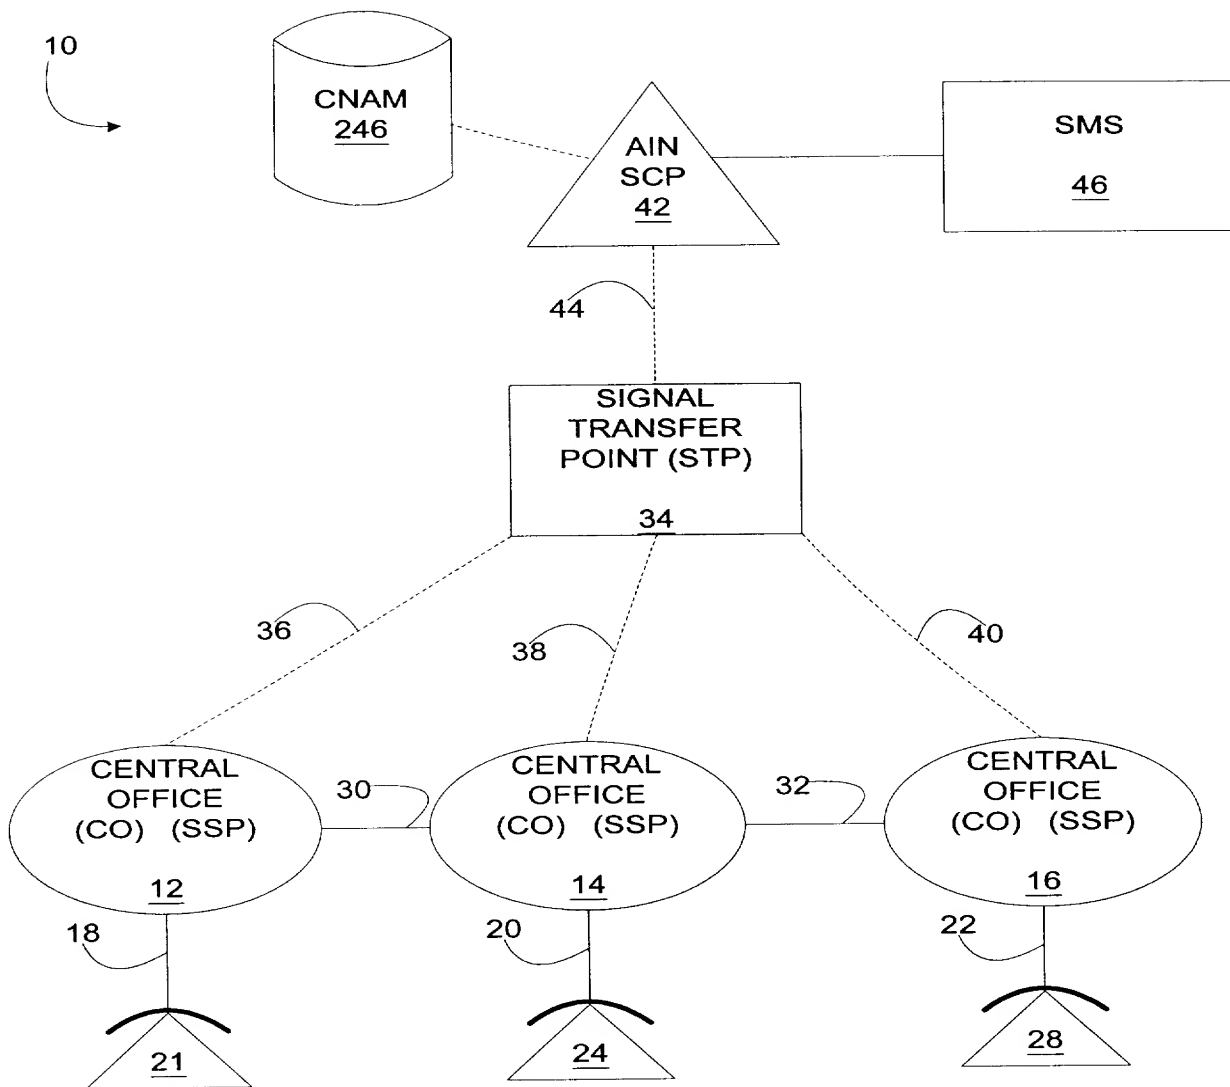 10
CNAM
246
AIN
SCP
42
SMS
46
44
SIGNAL
TRANSFER
POINT (STP)
34
36
38
40
CENTRAL
OFFICE
(CO) (SSP)
12
30
CENTRAL
OFFICE
(CO) (SSP)
14
32
CENTRAL
OFFICE
(CO) (SSP)
16
18
20
22
21
24
28